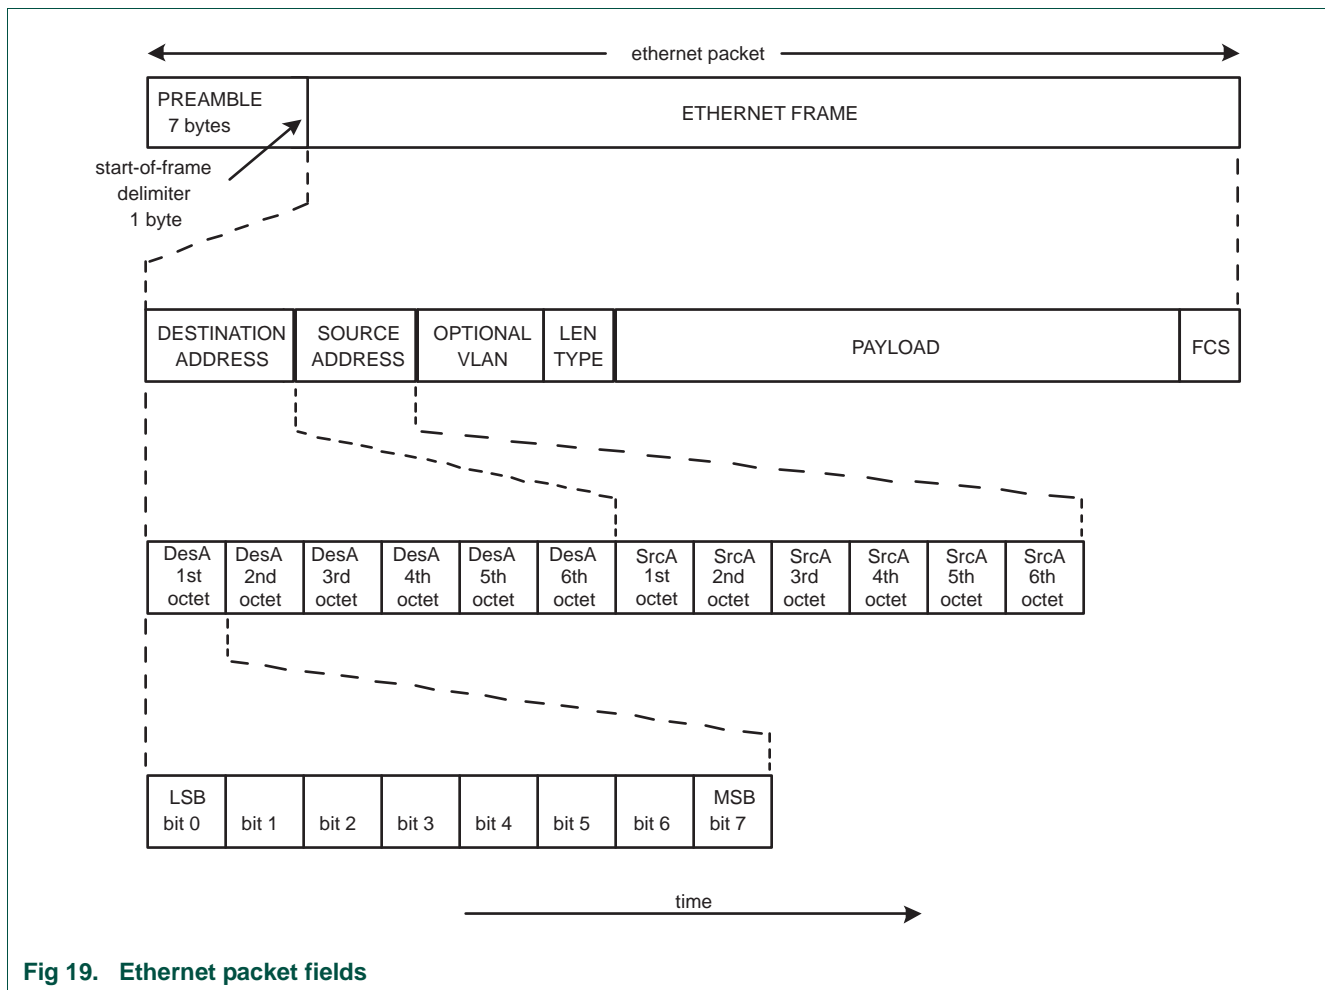 ethernet packet
PREAMBLE
7 bytes
ETHERNET FRAME
start-of-frame
delimiter
1 byte
DESTINATION
ADDRESS
SOURCE
ADDRESS
OPTIONAL
VLAN
LEN
TYPE
PAYLOAD
FCS
DesA
1st
octet
DesA
2nd
octet
DesA
3rd
octet
DesA
4th
octet
DesA
5th
octet
DesA
6th
octet
SrcA
1st
octet
SrcA
2nd
octet
SrcA
3rd
octet
SrcA
4th
octet
SrcA
5th
octet
SrcA
6th
octet
LSB
bit 0
bit 1
bit 2
bit 3
bit 4
bit 5
bit 6
MSB
bit 7
time
Fig 19. Ethernet packet fields